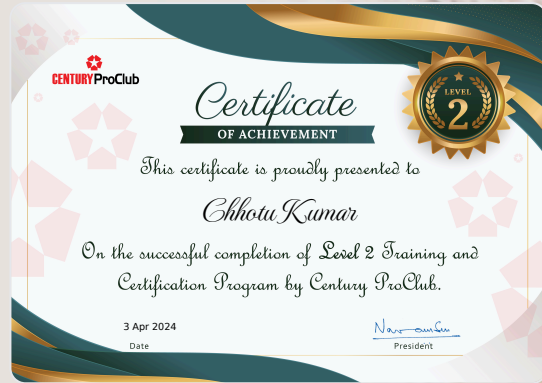 CENTURY ProClub
LEVEL
2
Certificate
OF ACHIEVEMENT
This certificate is proudly presented to
Chhotu Kumar
On the successful completion of Level 2 Training and
Certification Program by Century ProClub.
3 Apr 2024
Date
President